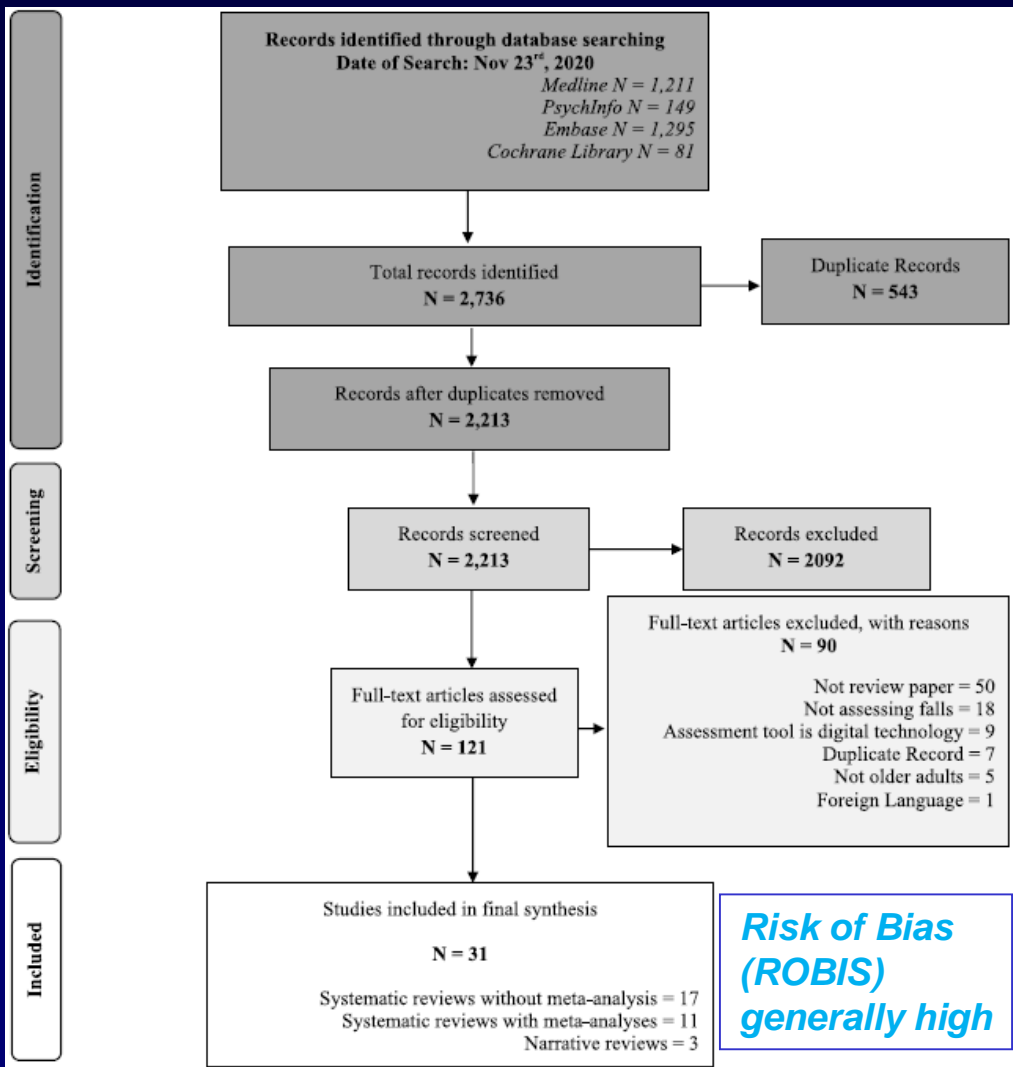 Identification
Records identified through database searching
Date of Search: Nov 23rd, 2020
Medline N = 1,211
PsychInfo N = 149
Embase N = 1,295
Cochrane Library N = 81
Total records identified
N = 2,736
Duplicate Records
N = 543
Records after duplicates removed
N = 2,213
Screening
Records screened
N = 2,213
Records excluded
N = 2092
Eligibility
Full-text articles assessed
for eligibility
N = 121
Full-text articles excluded, with reasons
N = 90
Not review paper = 50
Not assessing falls = 18
Assessment tool is digital technology = 9
Duplicate Record = 7
Not older adults = 5
Foreign Language = 1
Included
Studies included in final synthesis
N = 31
Systematic reviews without meta-analysis = 17
Systematic reviews with meta-analyses = 11
Narrative reviews = 3
Risk of Bias
(ROBIS)
generally high